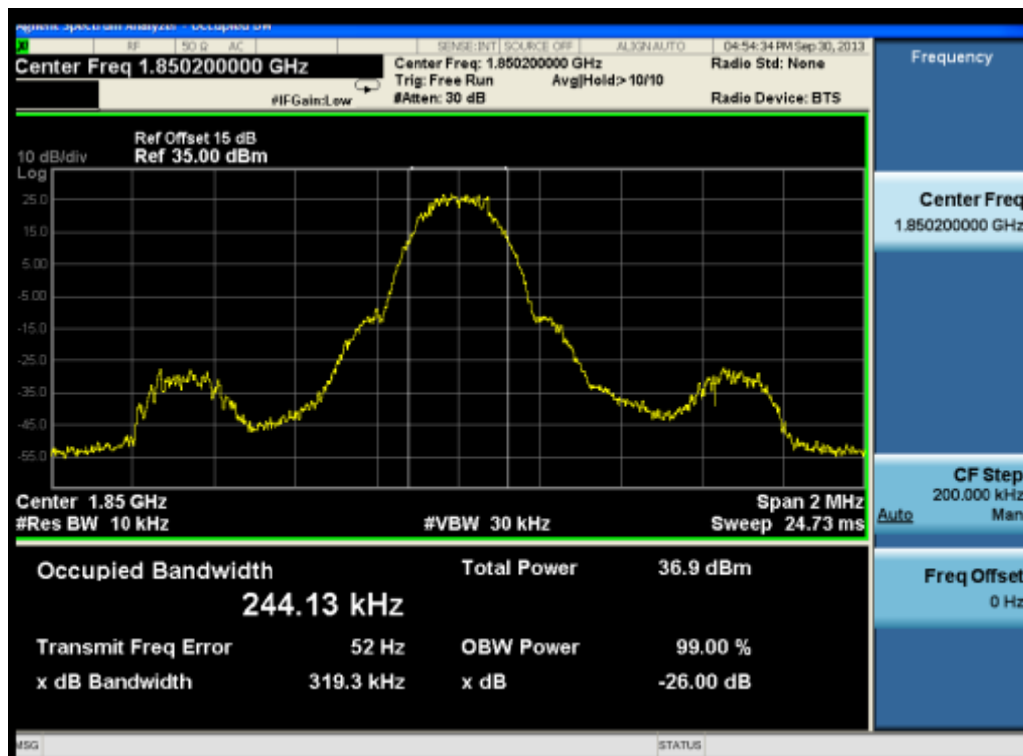 Agilent Spectrum Analyzer - Occupied BW
RF 50 Ω AC SENSE:INT SOURCE OFF ALIGNAUTO 04:54:34 PM Sep 30, 2013
Center Freq 1.850200000 GHz
Center Freq: 1.850200000 GHz
Radio Std: None
Trig: Free Run Avg|Hold:> 10/10
#IFGain:Low
#Atten: 30 dB
Radio Device: BTS
Ref Offset 15 dB
10 dB/div Ref 35.00 dBm
Log
25.0
15.0
5.00
-5.00
-15.0
-25.0
-35.0
-45.0
-55.0
Center 1.85 GHz Span 2 MHz
#Res BW 10 kHz #VBW 30 kHz Sweep 24.73 ms
Occupied Bandwidth Total Power 36.9 dBm
244.13 kHz
Transmit Freq Error 52 Hz OBW Power 99.00 %
x dB Bandwidth 319.3 kHz x dB -26.00 dB
MSG STATUS
Frequency
Center Freq
1.850200000 GHz
CF Step
200.000 kHz
Auto Man
Freq Offset
0 Hz